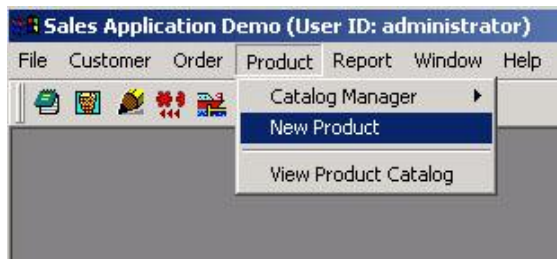 Sales Application Demo (User ID: administrator)
File Customer Order Product Report Window Help
Catalog Manager
New Product
View Product Catalog